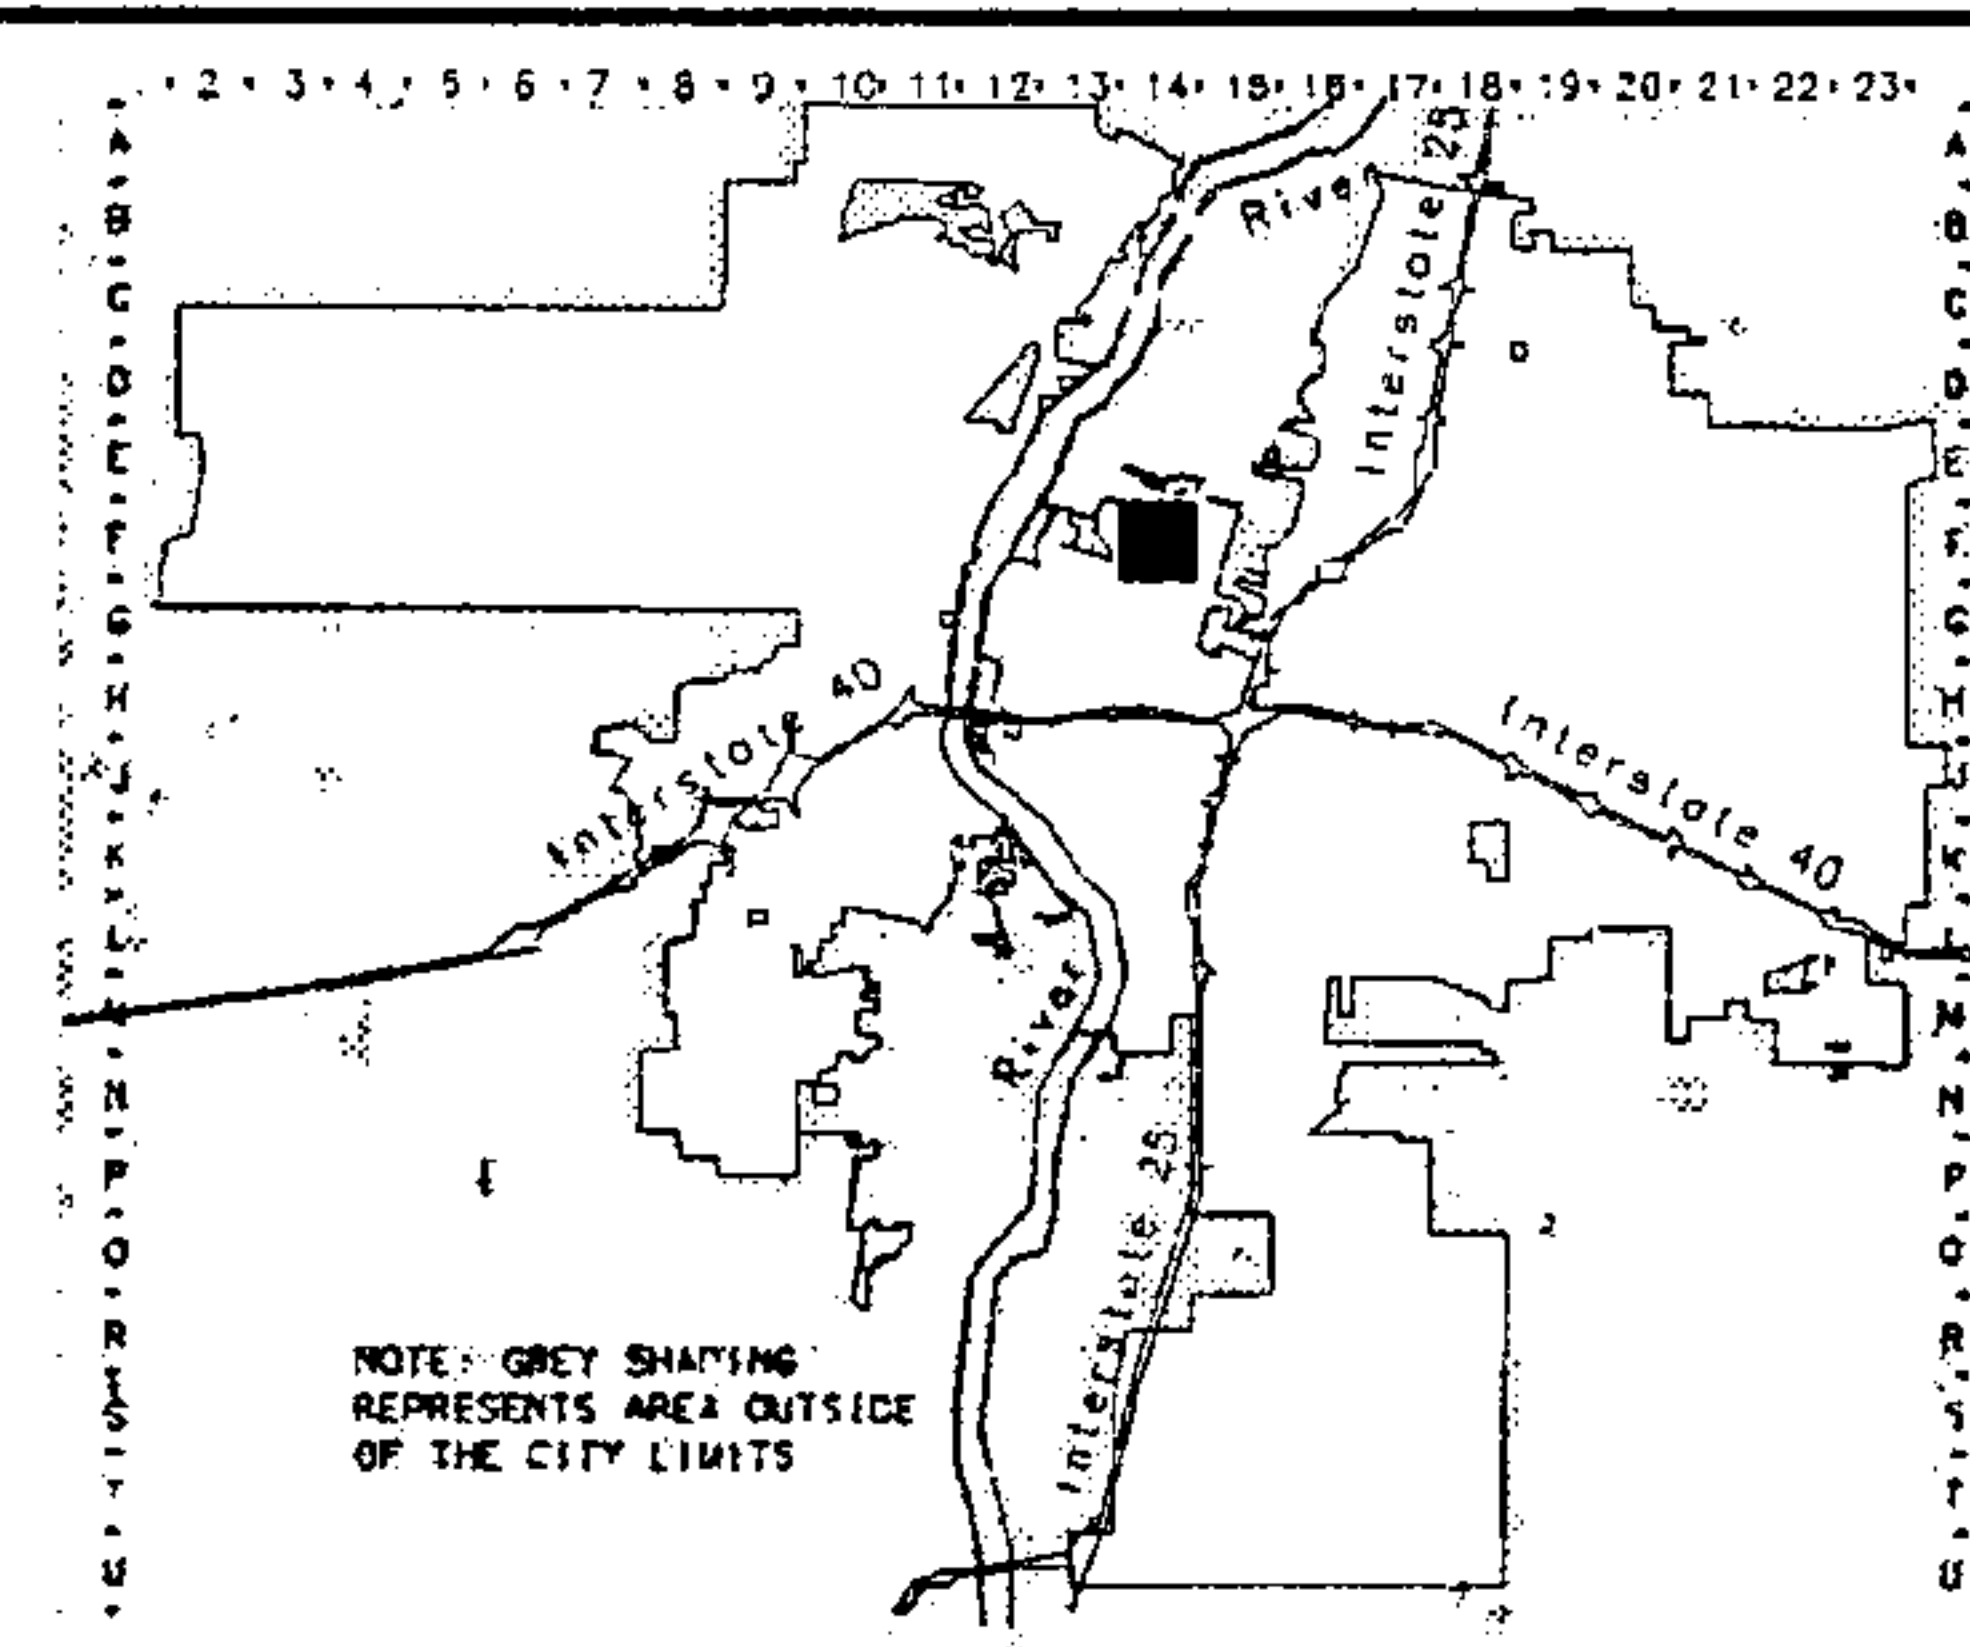 2 3 4 5 6 7 8 9 10 11 12 13 14 15 16 17 18 19 20 21 22 23
A A
B B
C C
D D
E E
F F
G G
H H
J J
K K
L L
M M
N N
P P
Q Q
R R
S S
T T
U U
River
Interstate 25
Interstate 40
Interstate 40
River
Interstate 25
NOTE: GREY SHADING
REPRESENTS AREA OUTSIDE
OF THE CITY LIMITS